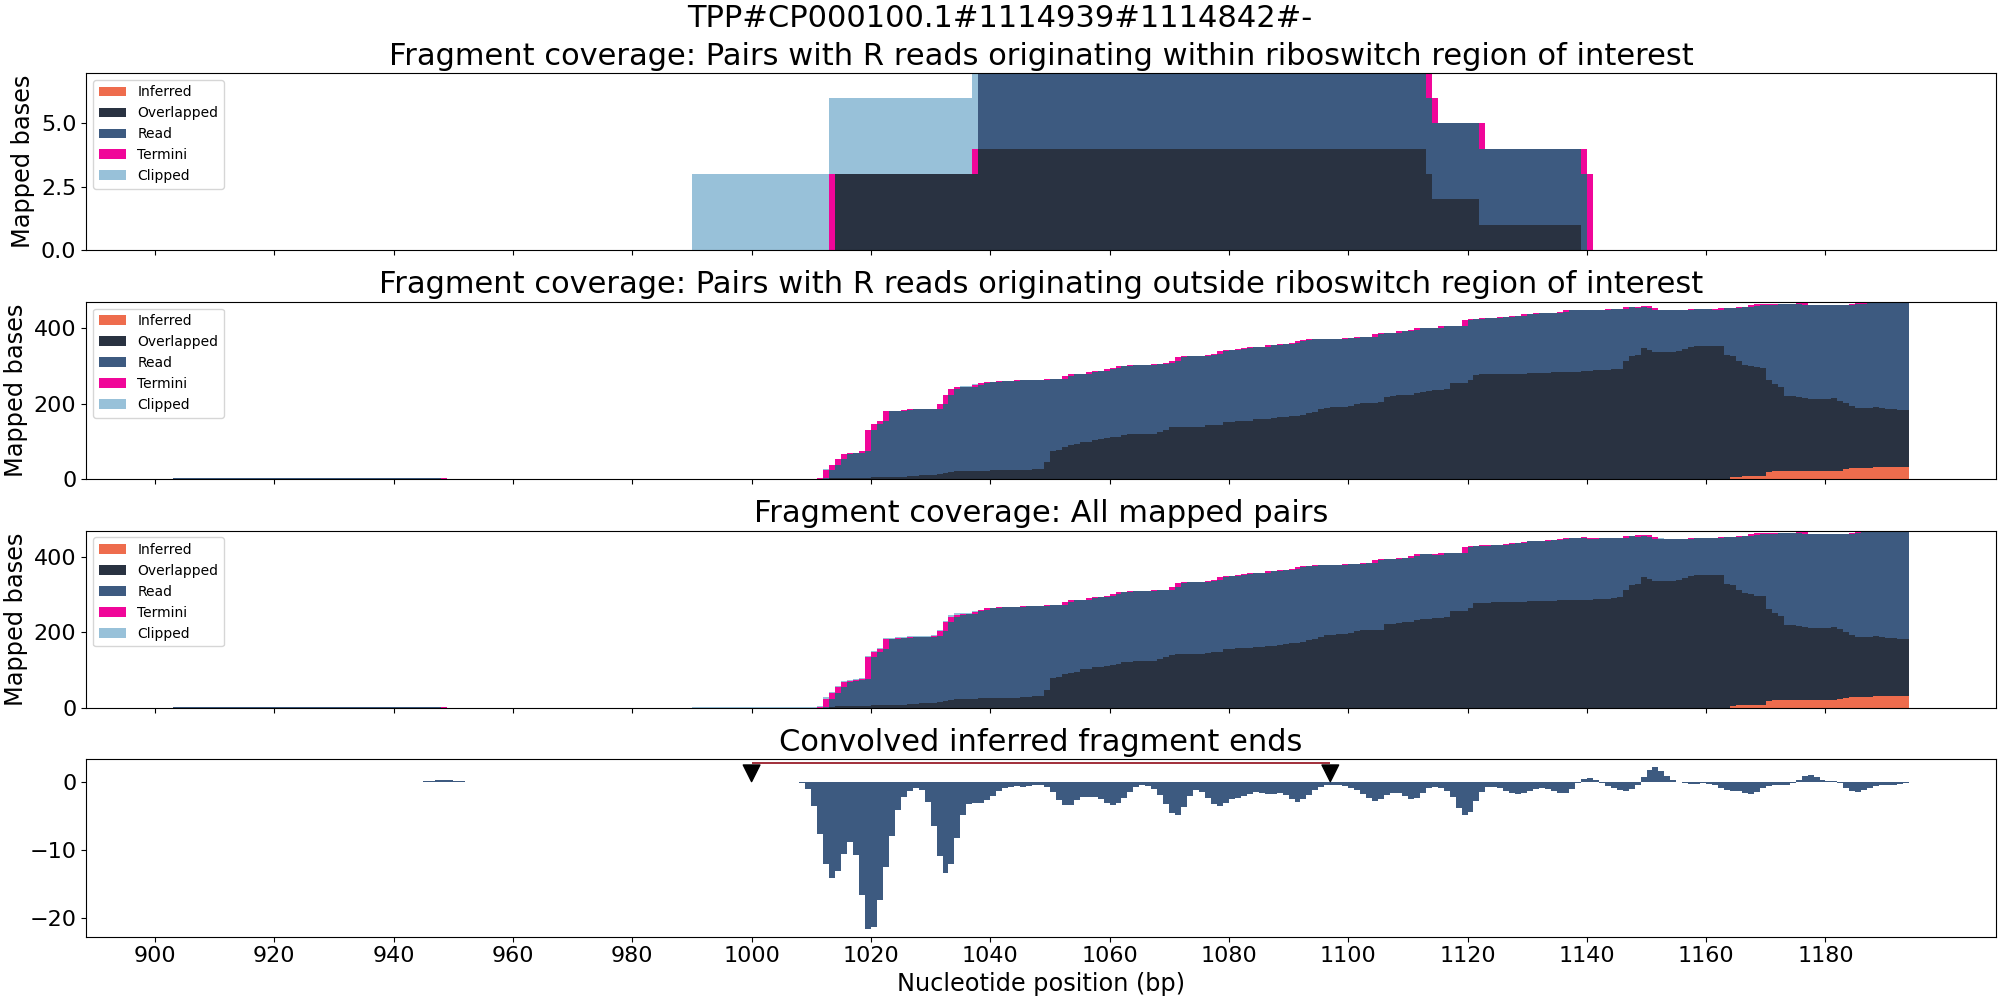 TPP#CP000100.1#1114939#1114842#-
Fragment coverage: Pairs with R reads originating within riboswitch region of interest
Mapped bases
5.0
2.5
0.0
Inferred
Overlapped
Read
Termini
Clipped
Fragment coverage: Pairs with R reads originating outside riboswitch region of interest
Mapped bases
400
200
0
Inferred
Overlapped
Read
Termini
Clipped
Fragment coverage: All mapped pairs
Mapped bases
400
200
0
Inferred
Overlapped
Read
Termini
Clipped
Convolved inferred fragment ends
0
−10
−20
900 920 940 960 980 1000 1020 1040 1060 1080 1100 1120 1140 1160 1180
Nucleotide position (bp)